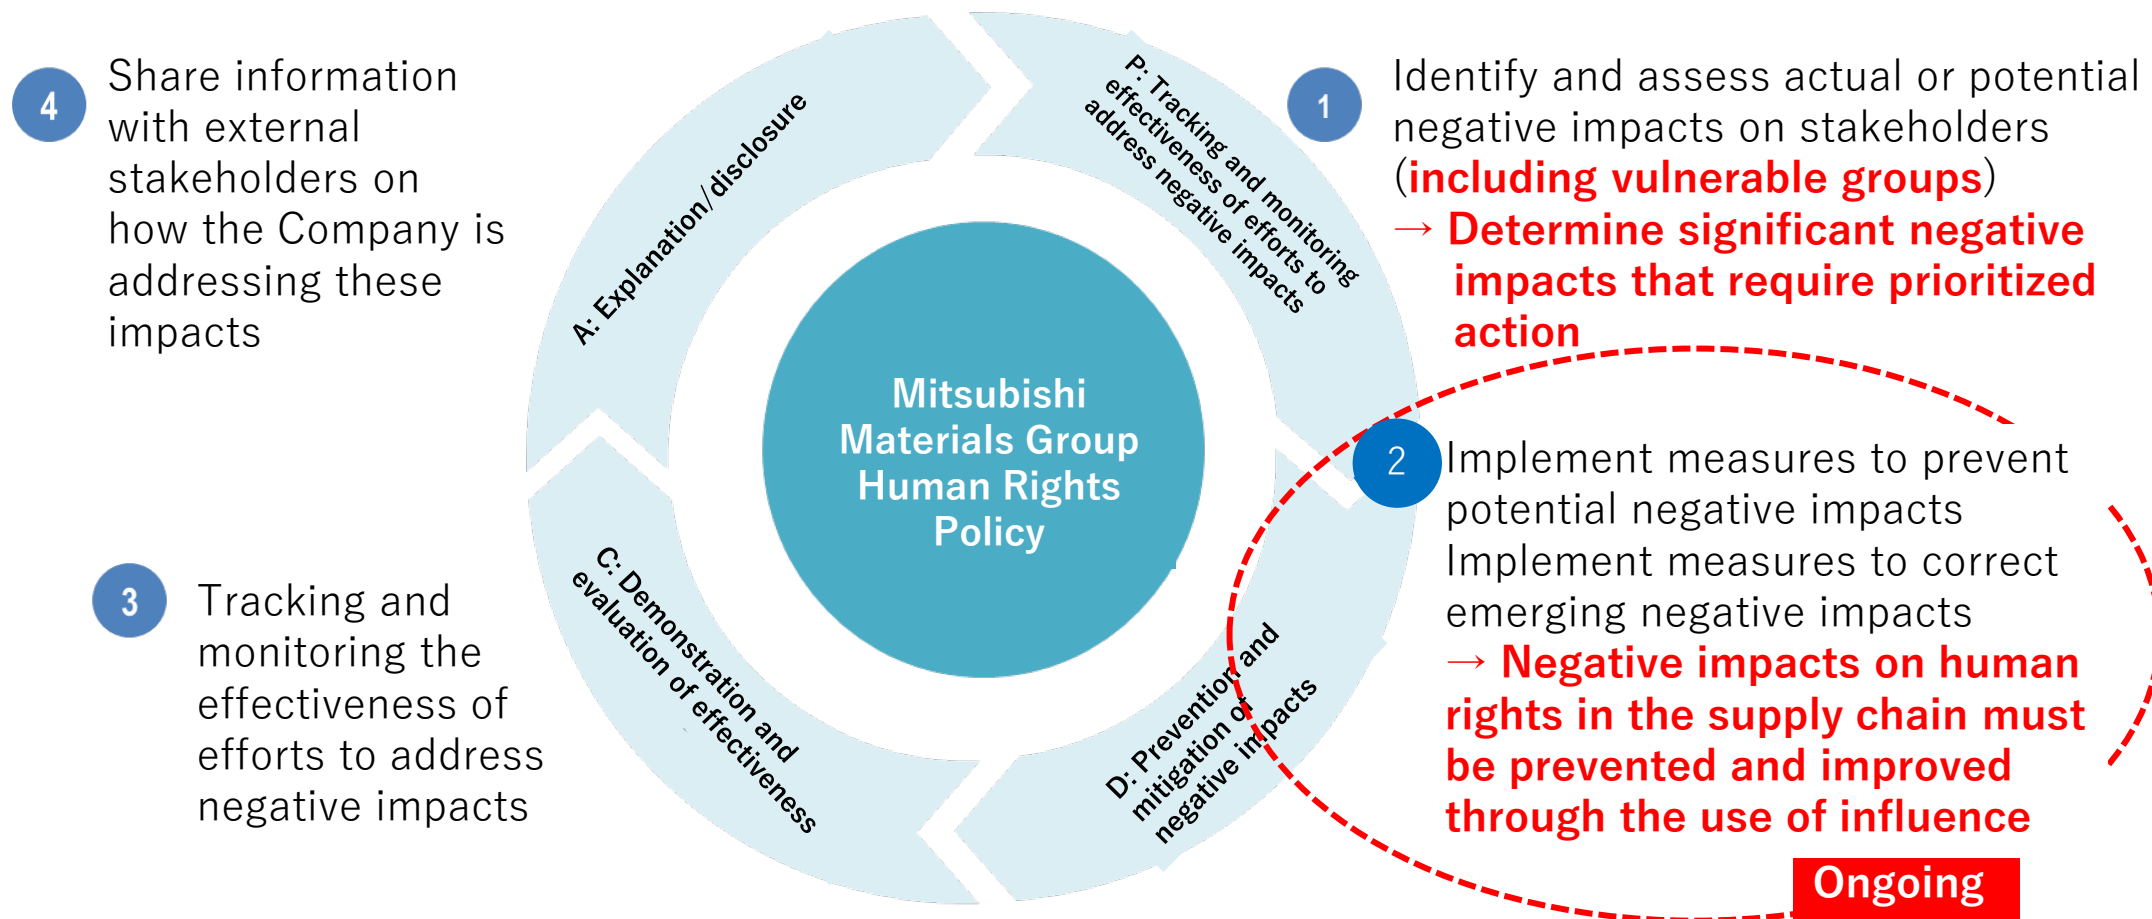 4
Share information
with external
stakeholders on
how the Company is
addressing these
impacts
A: Explanation/disclosure
P: Tracking and monitoring
effectiveness of efforts to
address negative impacts
1
Identify and assess actual or potential
negative impacts on stakeholders
(including vulnerable groups)
→ Determine significant negative
impacts that require prioritized
action
Mitsubishi
Materials Group
Human Rights
Policy
2
Implement measures to prevent
potential negative impacts
Implement measures to correct
emerging negative impacts
→ Negative impacts on human
rights in the supply chain must
be prevented and improved
through the use of influence
Ongoing
D: Prevention and
mitigation of
negative impacts
C: Demonstration and
evaluation of effectiveness
3
Tracking and
monitoring the
effectiveness of
efforts to address
negative impacts